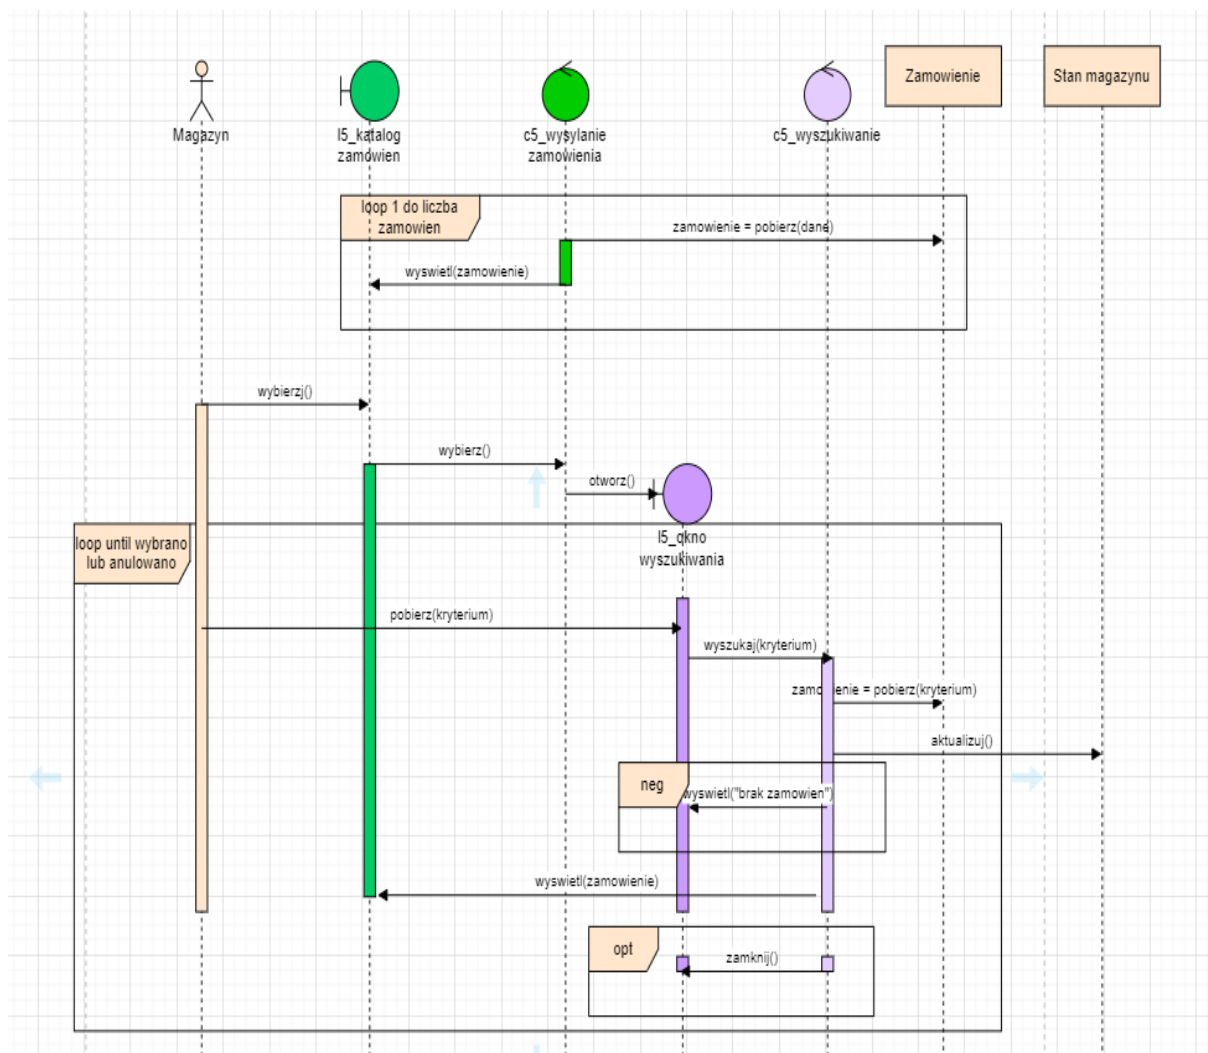 Zamowienie
Stan magazynu
Magazyn
I5_katalog
zamowien
c5_wysylanie
zamowienia
c5_wyszukiwanie
loop 1 do liczba
zamowien
zamowienie = pobierz(dane)
wyswietl(zamowienie)
wybierzj()
wybierz()
otworz()
loop until wybrano
lub anulowano
I5_okno
wyszukiwania
pobierz(kryterium)
wyszukaj(kryterium)
zamowienie = pobierz(kryterium)
aktualizuj()
neg
wyswietl("brak zamowien")
wyswietl(zamowienie)
opt
zamknij()